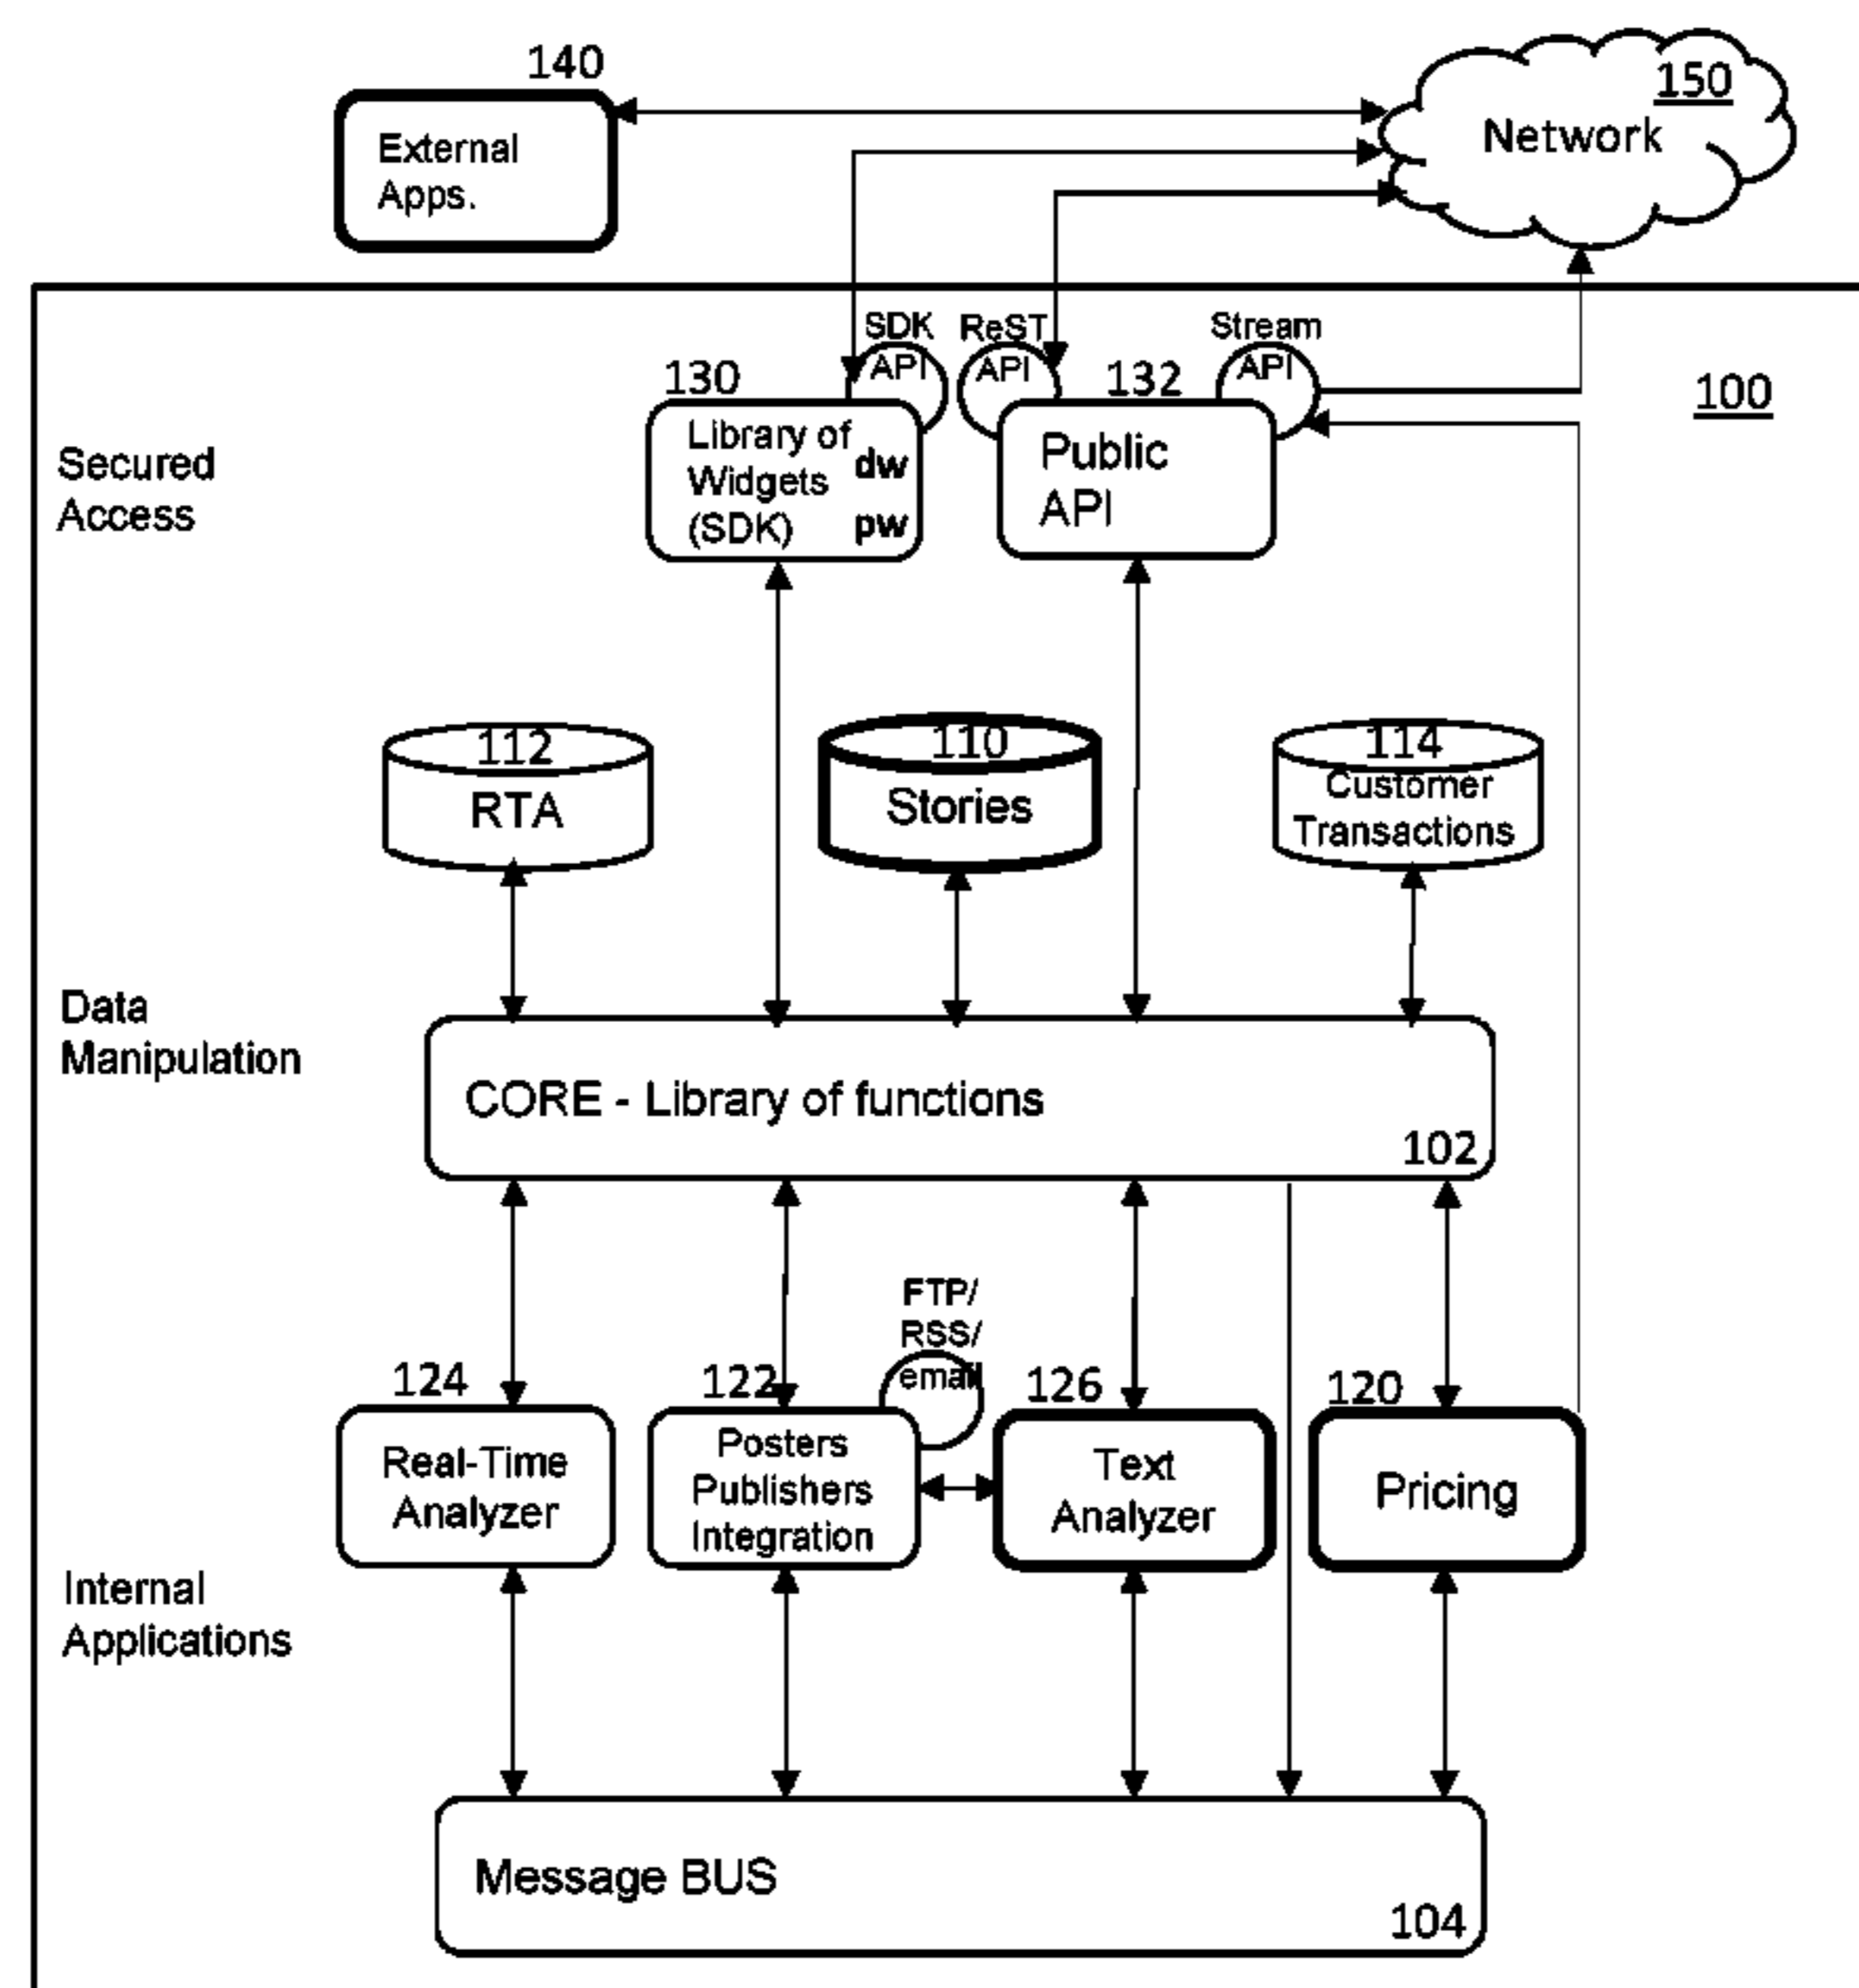 140
External
Apps.
150
Network
100
Secured
Access
SDK
API
ReST
API
Stream
API
130
Library of
Widgets
(SDK)
dw
pw
132
Public
API
112
RTA
110
Stories
114
Customer
Transactions
Data
Manipulation
CORE - Library of functions
102
FTP/
RSS/
email
124
Real-Time
Analyzer
122
Posters
Publishers
Integration
126
Text
Analyzer
120
Pricing
Internal
Applications
Message BUS
104